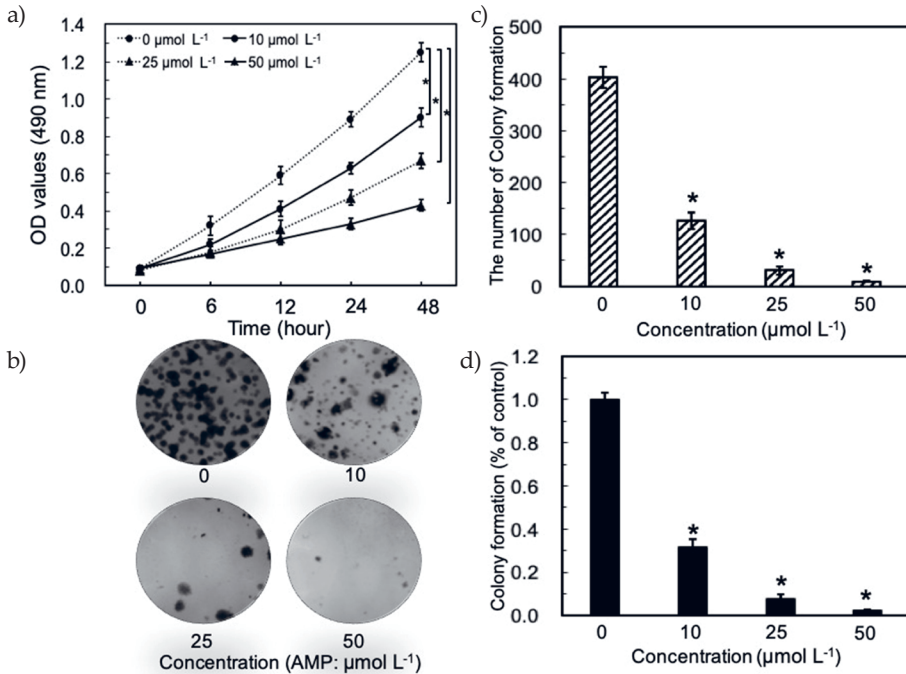 a)
1.4
1.2
1.0
0.8
0.6
0.4
0.2
0.0
OD values (490 nm)
0 µmol L⁻¹ 10 µmol L⁻¹
25 µmol L⁻¹ 50 µmol L⁻¹
*
*
*
0 6 12 24 48
Time (hour)
b)
0 10
25 50
Concentration (AMP: µmol L⁻¹)
c)
500
400
300
200
100
0
The number of Colony formation
*
*
*
0 10 25 50
Concentration (µmol L⁻¹)
d)
1.2
1.0
0.8
0.6
0.4
0.2
0.0
Colony formation (% of control)
*
*
*
0 10 25 50
Concentration (µmol L⁻¹)